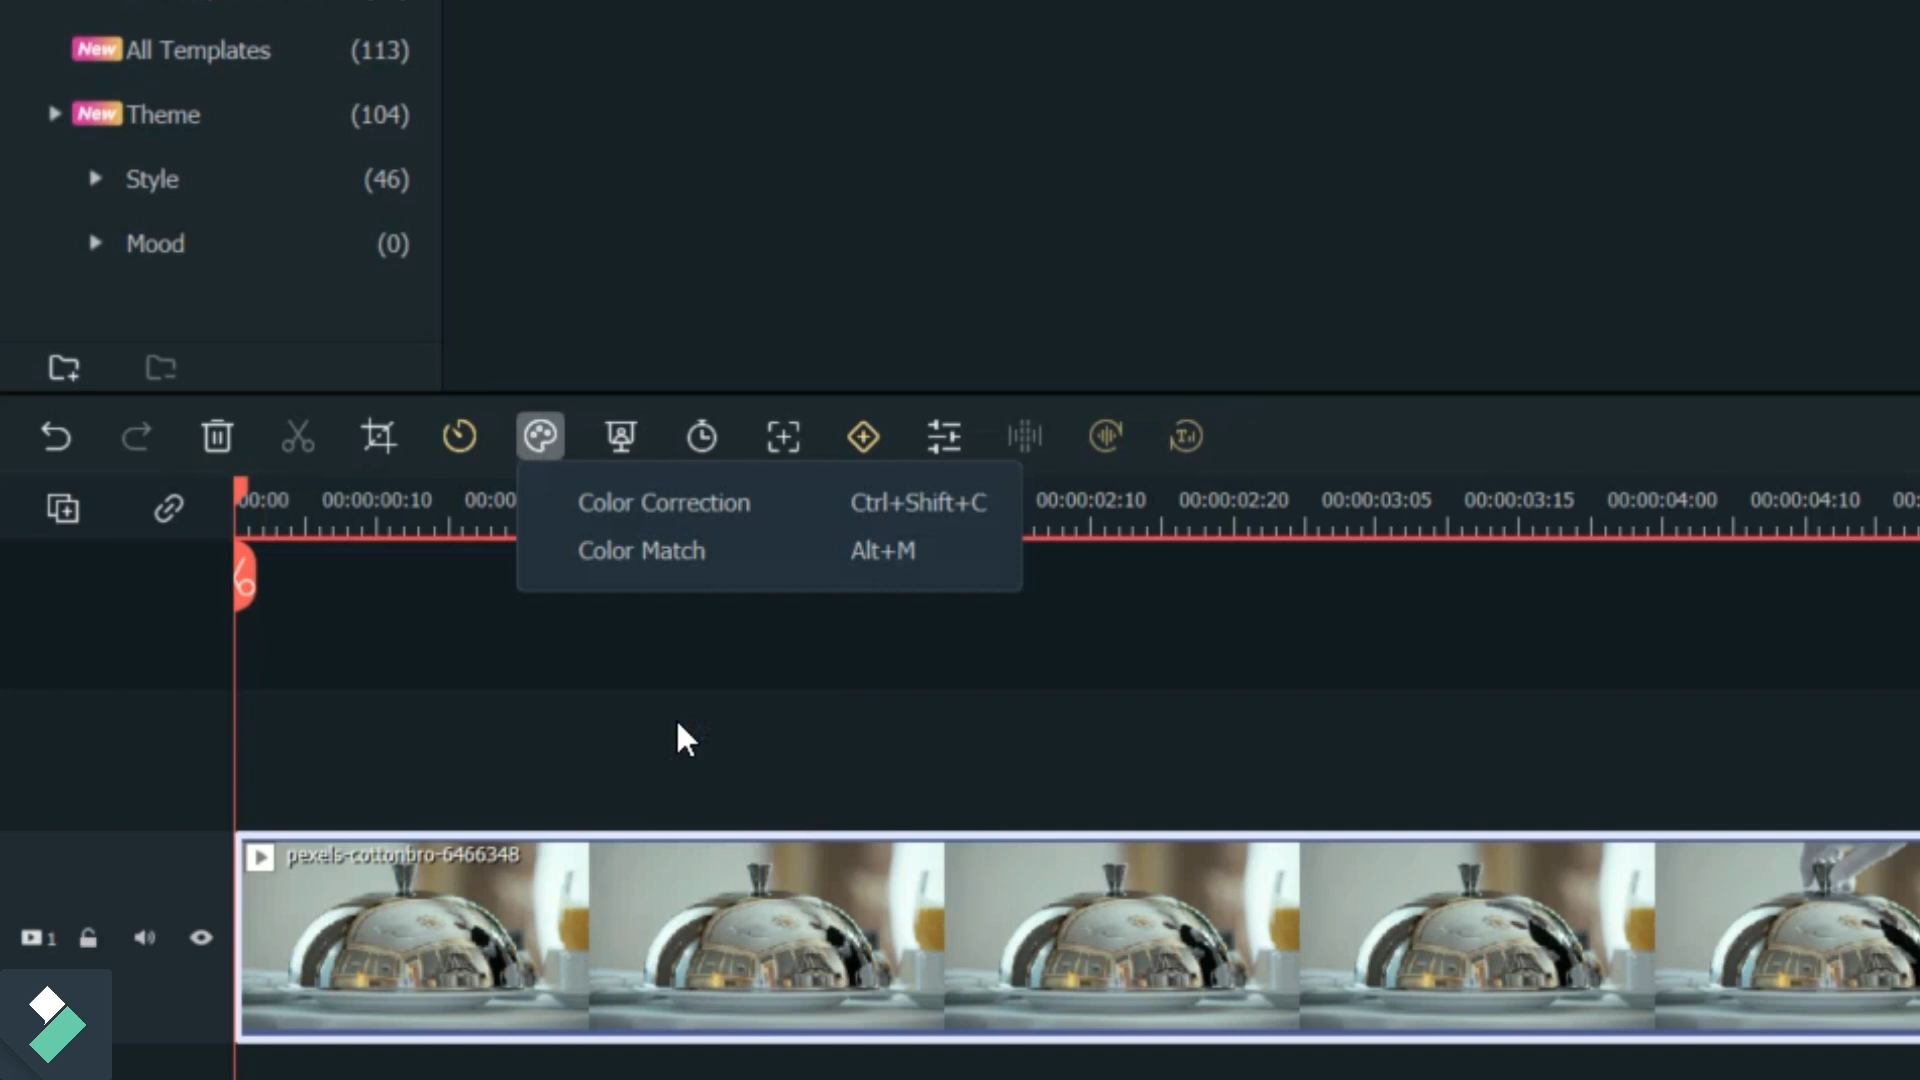 New All Templates (113)
New Theme (104)
Style (46)
Mood (0)
00:00 00:00:00:10 00:00 00:00:02:10 00:00:02:20 00:00:03:05 00:00:03:15 00:00:04:00 00:00:04:10 00:
Color Correction Ctrl+Shift+C
Color Match Alt+M
pexels-cottonbro-6466348
1